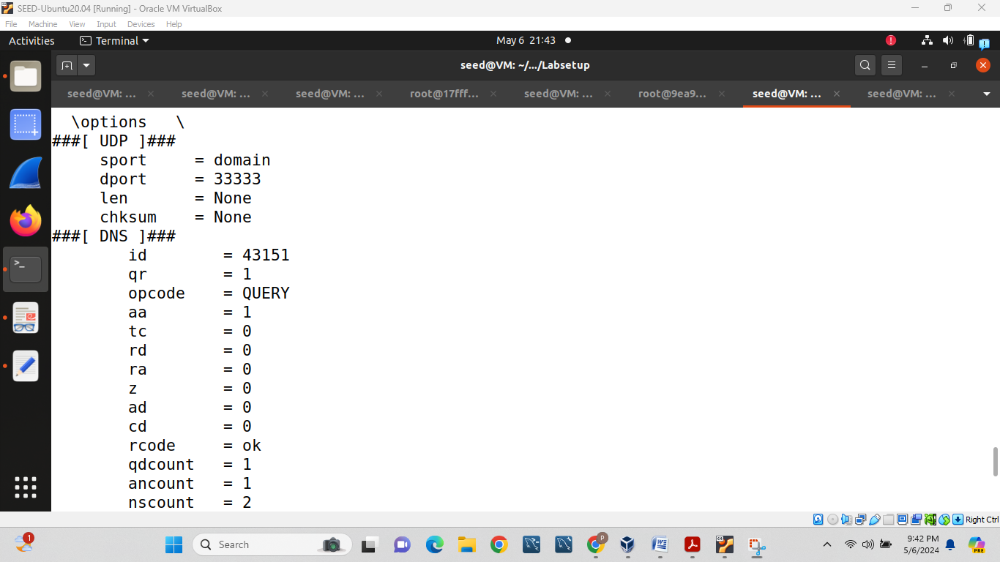 SEED-Ubuntu20.04 [Running] - Oracle VM VirtualBox
File Machine View Input Devices Help
Activities Terminal May 6 21:43
seed@VM: ~/.../Labsetup
seed@VM: ... seed@VM: ... seed@VM: ... root@17fff... seed@VM: ... root@9ea9... seed@VM: ... seed@VM: ...
\options \
###[ UDP ]###
sport = domain
dport = 33333
len = None
chksum = None
###[ DNS ]###
id = 43151
qr = 1
opcode = QUERY
aa = 1
tc = 0
rd = 0
ra = 0
z = 0
ad = 0
cd = 0
rcode = ok
qdcount = 1
ancount = 1
nscount = 2
Right Ctrl
1
Search
P
64
PRE
9:42 PM
5/6/2024